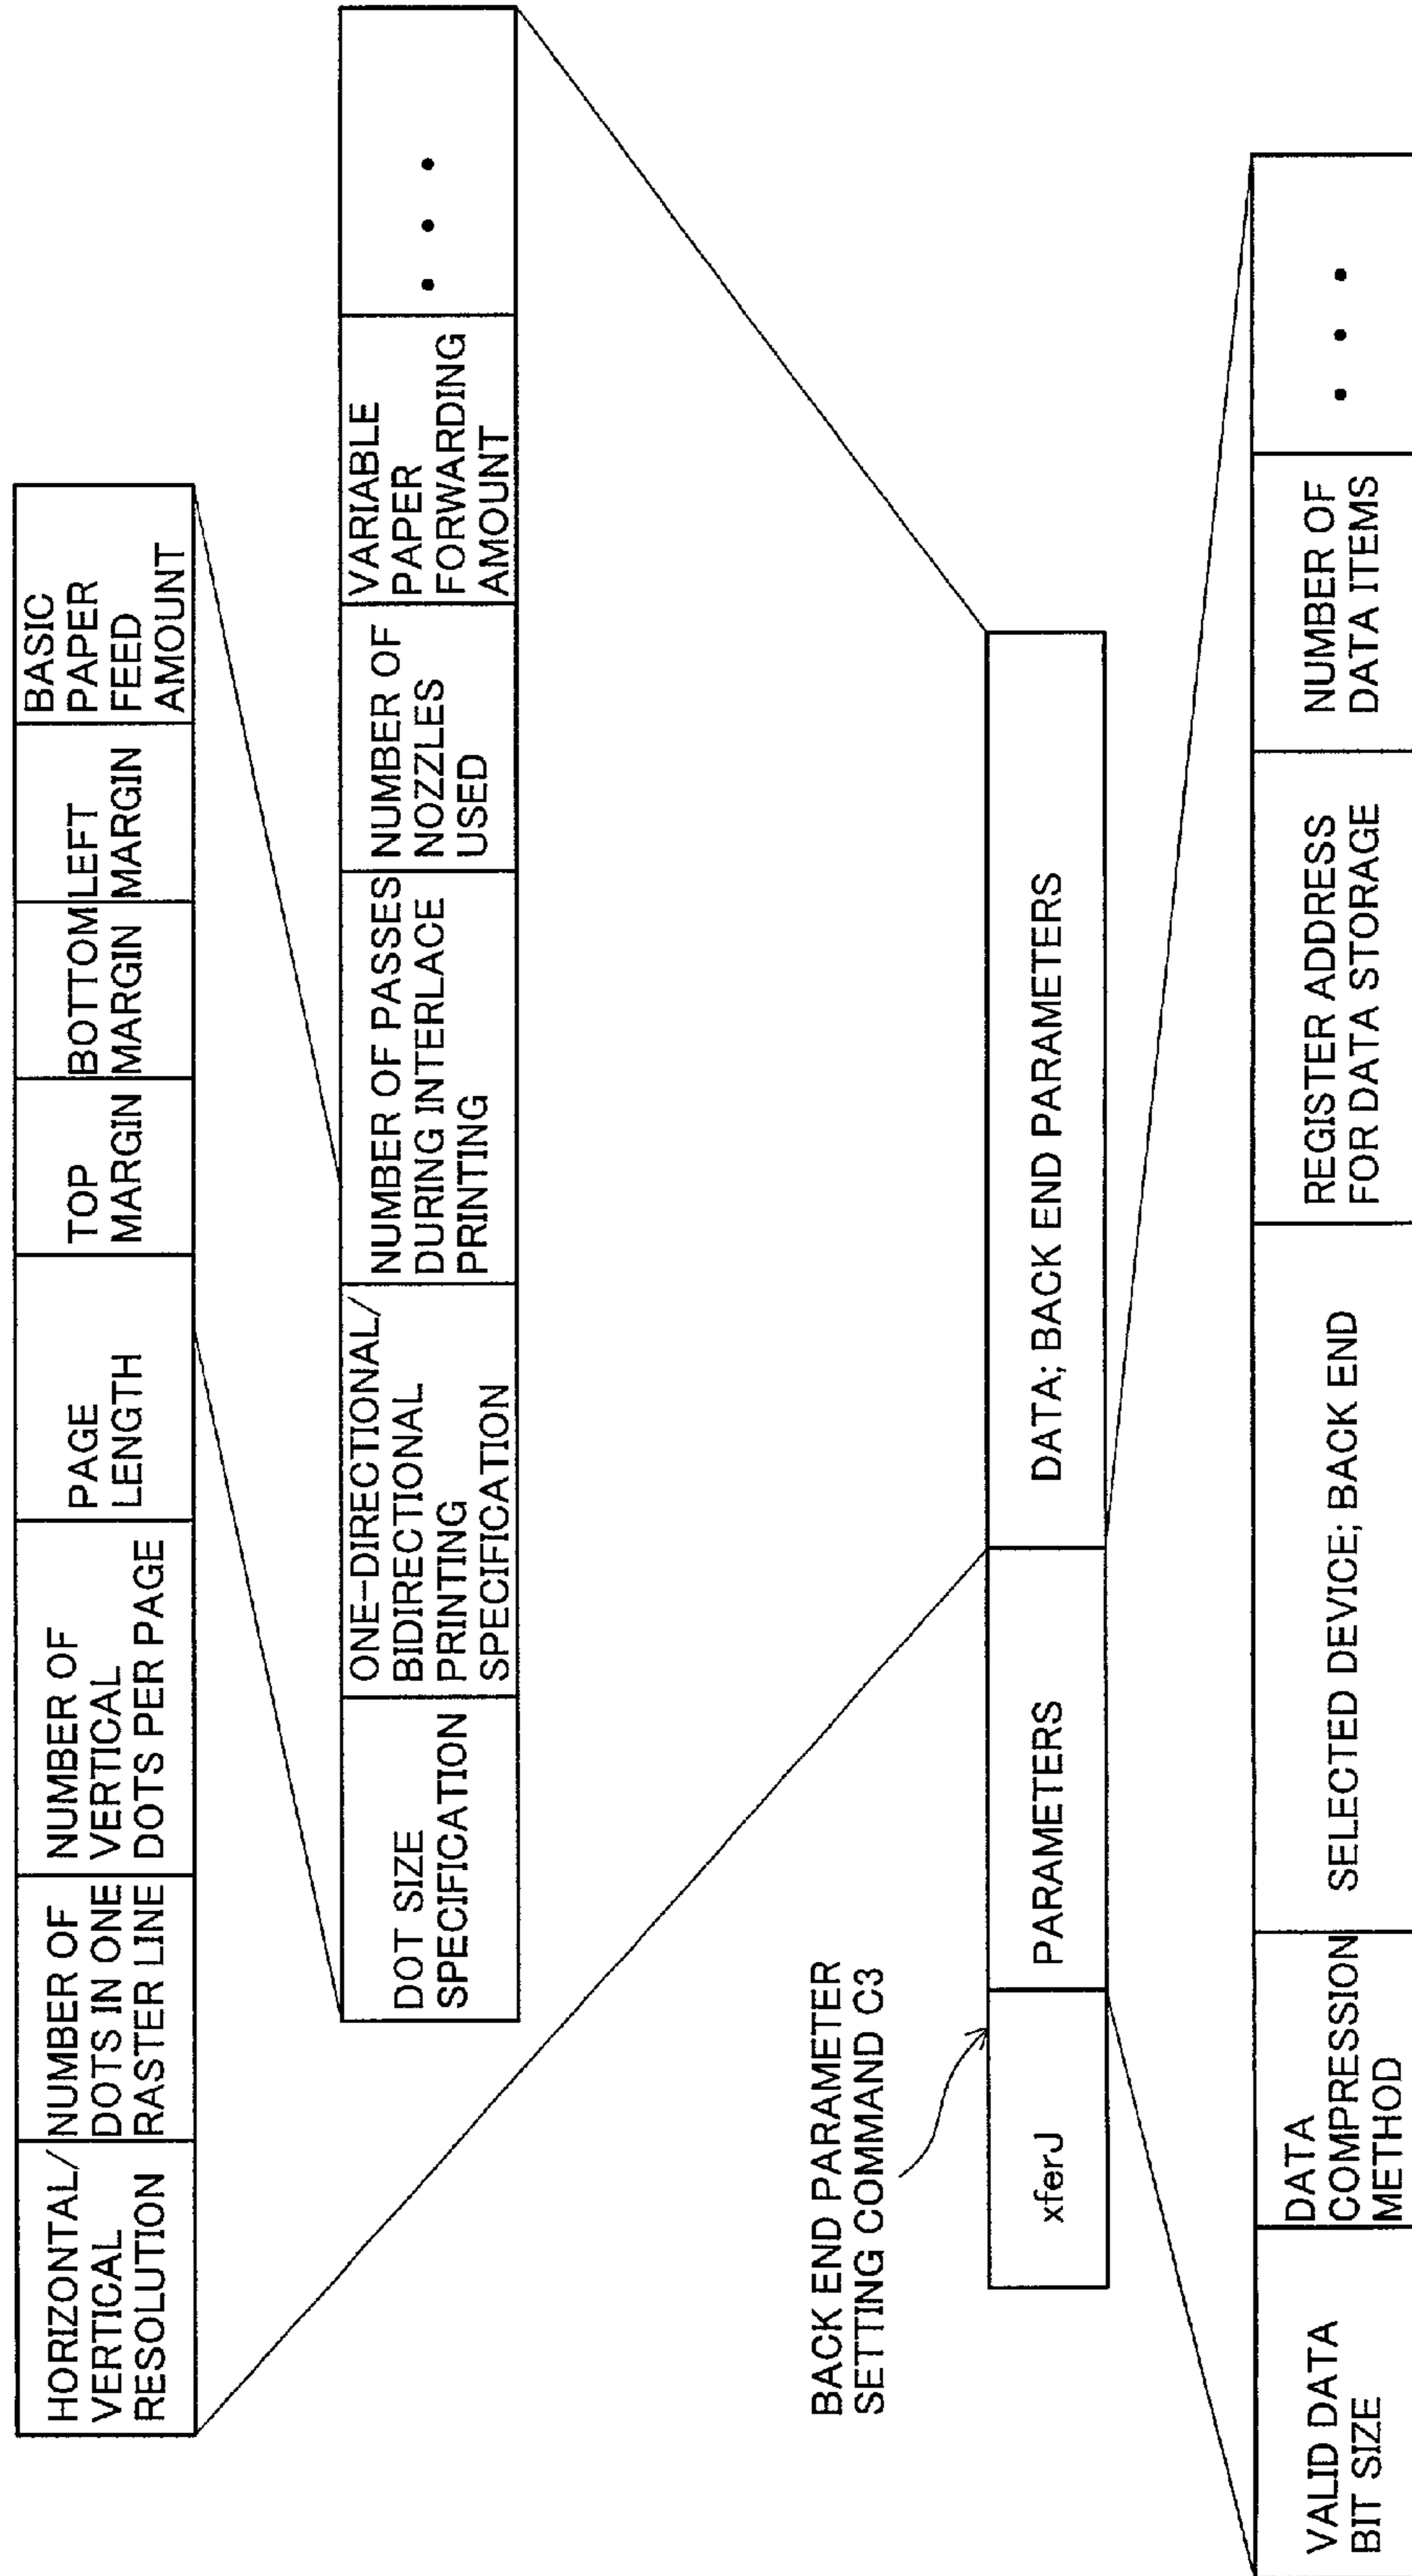 HORIZONTAL/
VERTICAL
RESOLUTION
NUMBER OF
DOTS IN ONE
RASTER LINE
NUMBER OF
VERTICAL
DOTS PER PAGE
PAGE
LENGTH
TOP
MARGIN
BOTTOM
MARGIN
LEFT
MARGIN
BASIC
PAPER
FEED
AMOUNT
DOT SIZE
SPECIFICATION
ONE-DIRECTIONAL/
BIDIRECTIONAL
PRINTING
SPECIFICATION
NUMBER OF PASSES
DURING INTERLACE
PRINTING
NUMBER OF
NOZZLES
USED
VARIABLE
PAPER
FORWARDING
AMOUNT
• • •
BACK END PARAMETER
SETTING COMMAND C3
xferJ
PARAMETERS
DATA; BACK END PARAMETERS
VALID DATA
BIT SIZE
DATA
COMPRESSION
METHOD
SELECTED DEVICE; BACK END
REGISTER ADDRESS
FOR DATA STORAGE
NUMBER OF
DATA ITEMS
• • •